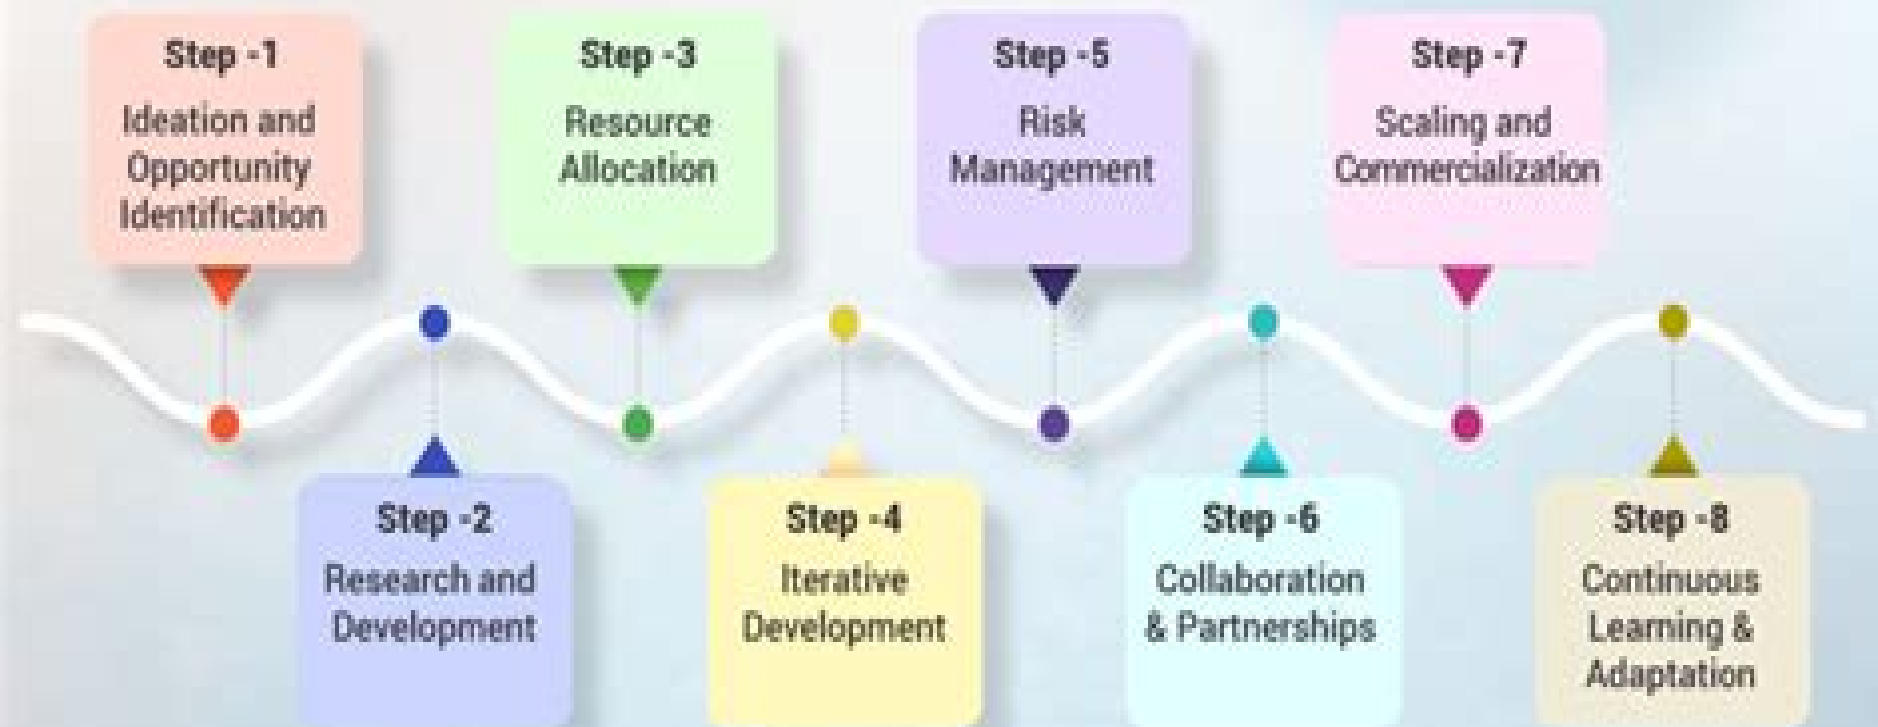 Step -1
Ideation and
Opportunity
Identification
Step -2
Research and
Development
Step -3
Resource
Allocation
Step -4
Iterative
Development
Step -5
Risk
Management
Step -6
Collaboration
& Partnerships
Step -7
Scaling and
Commercialization
Step -8
Continuous
Learning &
Adaptation